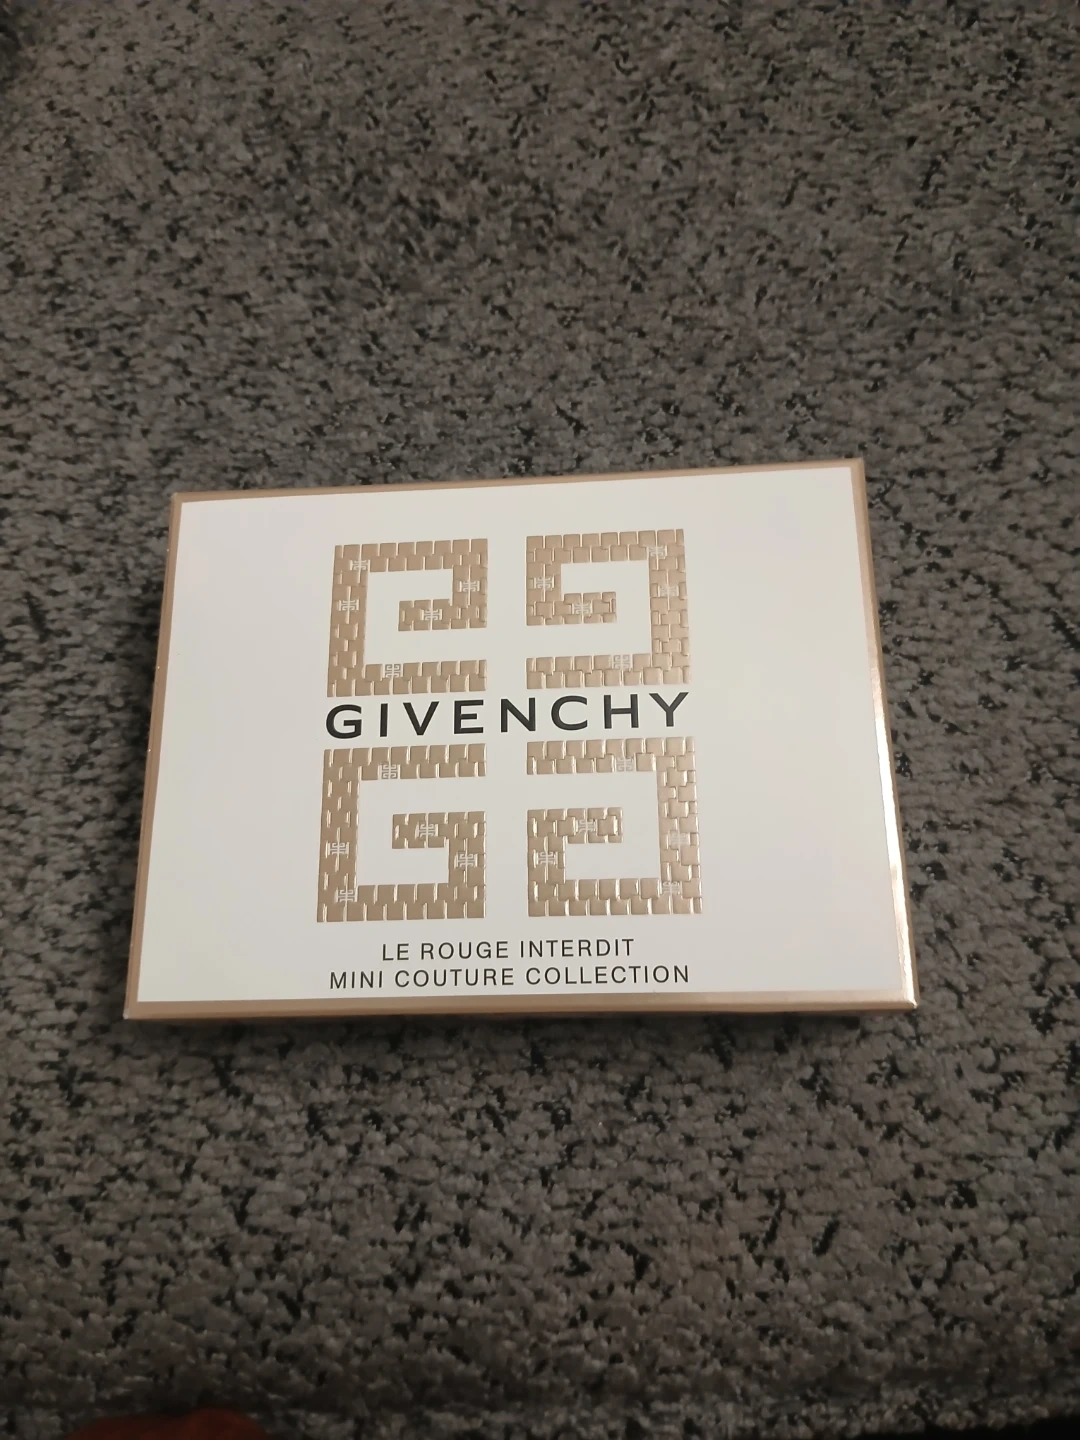 GIVENCHY
LE ROUGE INTERDIT
MINI COUTURE COLLECTION